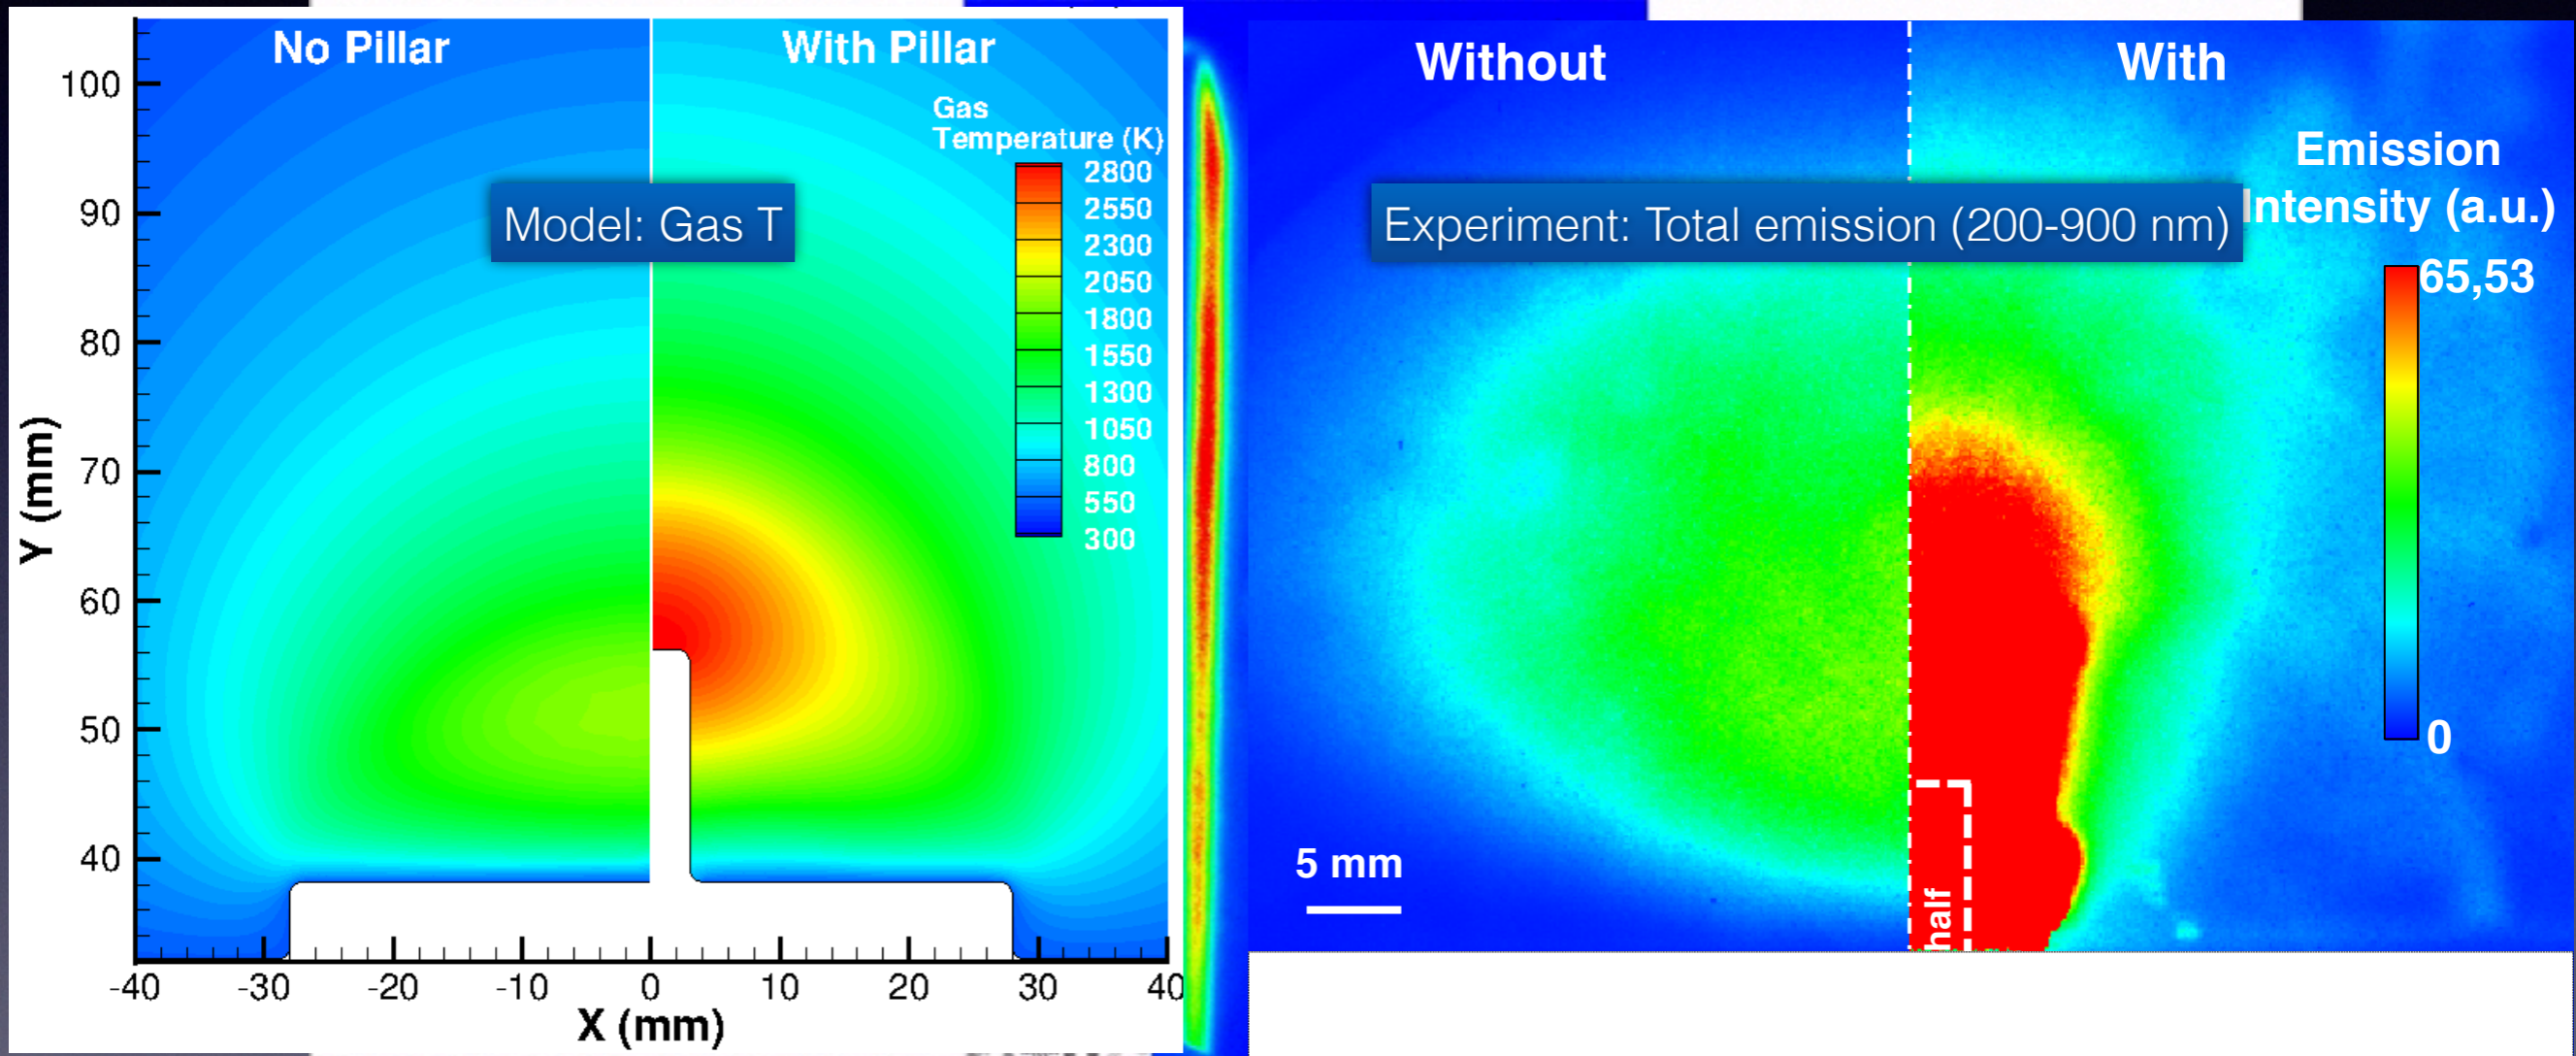 No Pillar
With Pillar
Gas
Temperature (K)
2800
2550
2300
2050
1800
1550
1300
1050
800
550
300
Model: Gas T
100
90
80
70
60
50
40
Y (mm)
-40
-30
-20
-10
0
10
20
30
40
X (mm)
Without
With
Experiment: Total emission (200-900 nm)
Emission
ntensity (a.u.)
65,53
0
5 mm
half